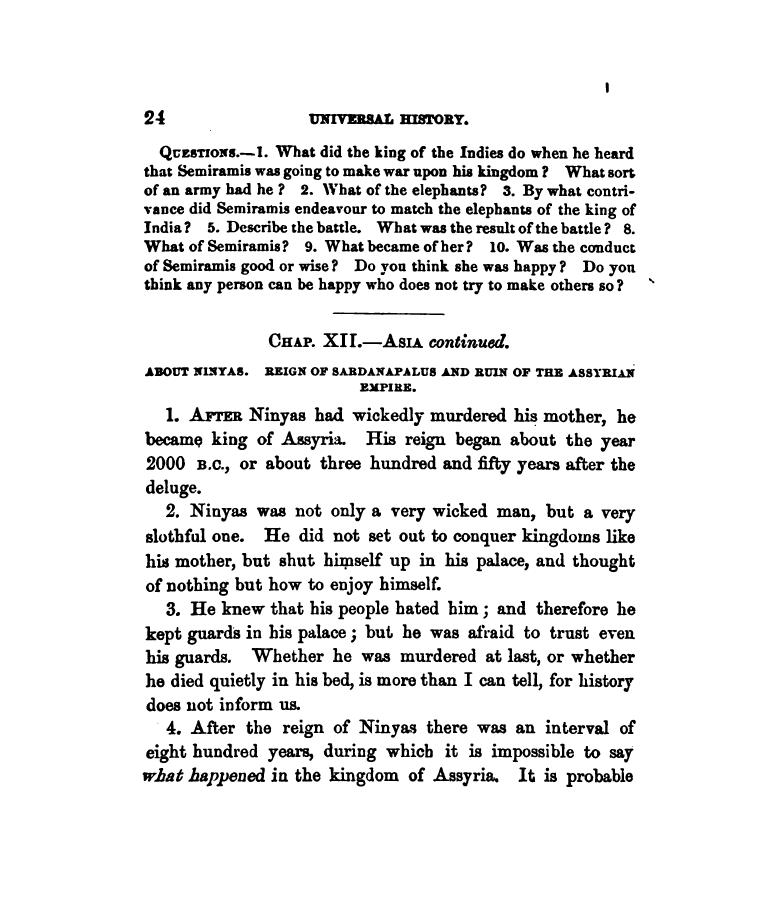 24 UNIVERSAL HISTORY.
QUESTIONS.—1. What did the king of the Indies do when he heard
that Semiramis was going to make war upon his kingdom? What sort
of an army had he? 2. What of the elephants? 3. By what contri-
vance did Semiramis endeavour to match the elephants of the king of
India? 5. Describe the battle. What was the result of the battle? 8.
What of Semiramis? 9. What became of her? 10. Was the conduct
of Semiramis good or wise? Do you think she was happy? Do you
think any person can be happy who does not try to make others so?
CHAP. XII.—ASIA continued.
ABOUT NINYAS. REIGN OF SARDANAPALUS AND RUIN OF THE ASSYRIAN
EMPIRE.
1. AFTER Ninyas had wickedly murdered his mother, he
became king of Assyria. His reign began about the year
2000 B.C., or about three hundred and fifty years after the
deluge.
2. Ninyas was not only a very wicked man, but a very
slothful one. He did not set out to conquer kingdoms like
his mother, but shut himself up in his palace, and thought
of nothing but how to enjoy himself.
3. He knew that his people hated him; and therefore he
kept guards in his palace; but he was afraid to trust even
his guards. Whether he was murdered at last, or whether
he died quietly in his bed, is more than I can tell, for history
does not inform us.
4. After the reign of Ninyas there was an interval of
eight hundred years, during which it is impossible to say
what happened in the kingdom of Assyria. It is probable